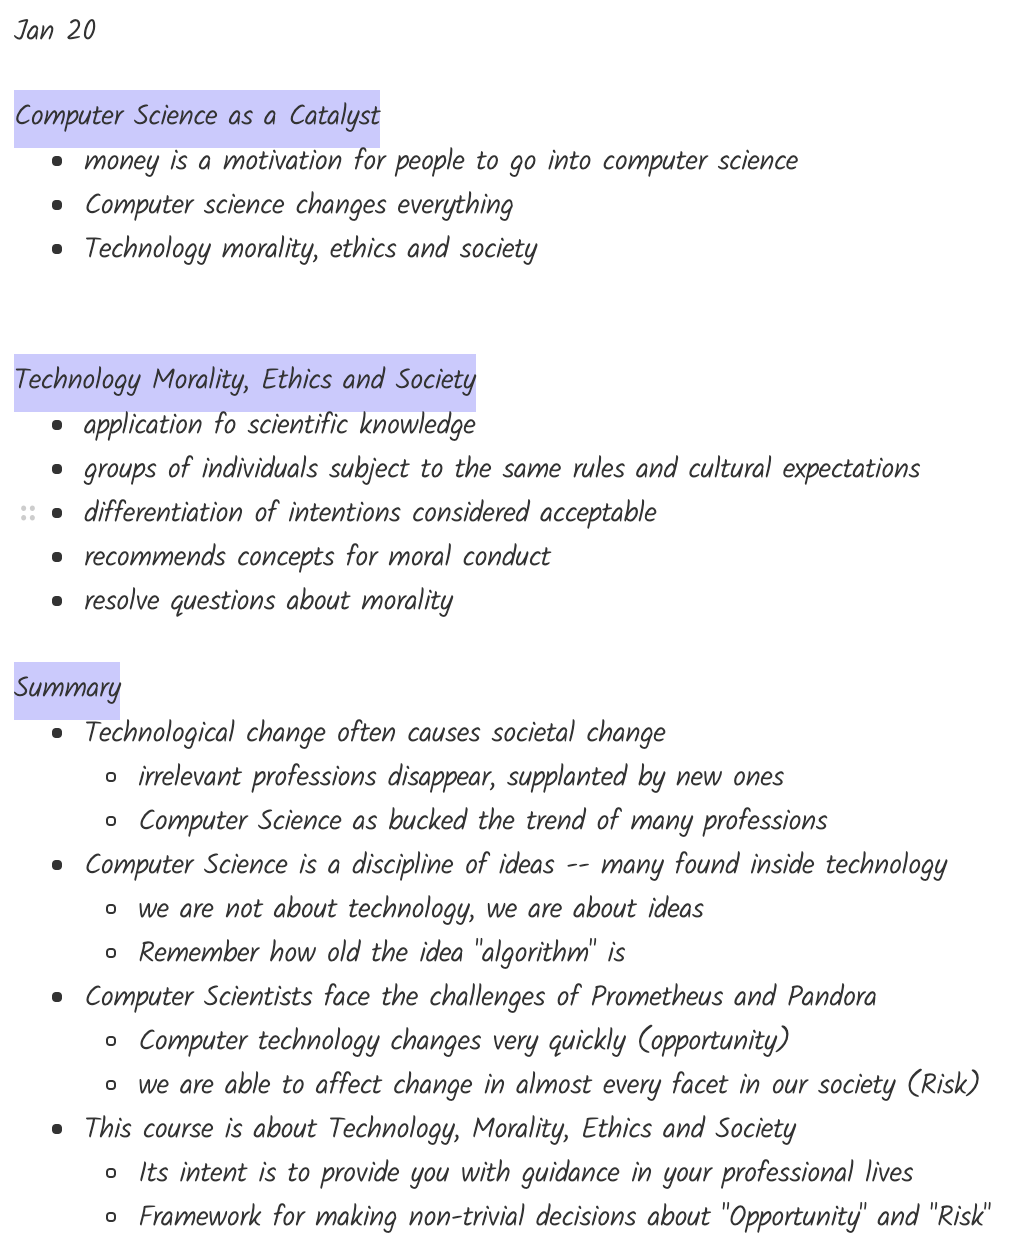 Jan 20
Computer Science as a Catalyst
• money is a motivation for people to go into computer science
• Computer science changes everything
• Technology morality, ethics and society
Technology Morality, Ethics and Society
• application fo scientific knowledge
• groups of individuals subject to the same rules and cultural expectations
• differentiation of intentions considered acceptable
• recommends concepts for moral conduct
• resolve questions about morality
Summary
• Technological change often causes societal change
◦ irrelevant professions disappear, supplanted by new ones
◦ Computer Science as bucked the trend of many professions
• Computer Science is a discipline of ideas -- many found inside technology
◦ we are not about technology, we are about ideas
◦ Remember how old the idea "algorithm" is
• Computer Scientists face the challenges of Prometheus and Pandora
◦ Computer technology changes very quickly (opportunity)
◦ we are able to affect change in almost every facet in our society (Risk)
• This course is about Technology, Morality, Ethics and Society
◦ Its intent is to provide you with guidance in your professional lives
◦ Framework for making non-trivial decisions about "Opportunity" and "Risk"